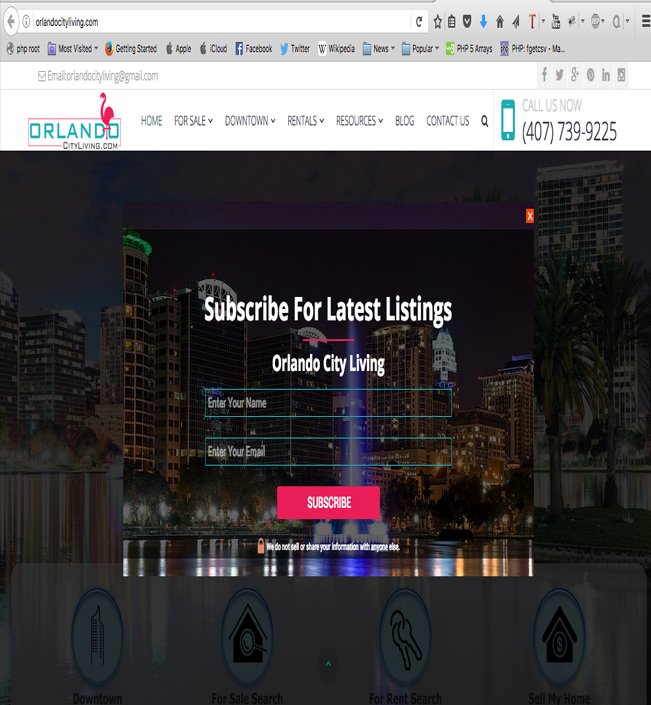 orlandocityliving.com
php root Most Visited Getting Started Apple iCloud Facebook Twitter Wikipedia News Popular PHP 5 Arrays PHP: fgetcsv - Ma...
Email:orlandocityliving@gmail.com
ORLANDO
CITYLIVING.COM
HOME FOR SALE DOWNTOWN RENTALS RESOURCES BLOG CONTACT US
CALL US NOW
(407) 739-9225
X
Subscribe For Latest Listings
Orlando City Living
Enter Your Name
Enter Your Email
SUBSCRIBE
We do not sell or share your information with anyone else.
Downtown For Sale Search For Rent Search Sell My Home